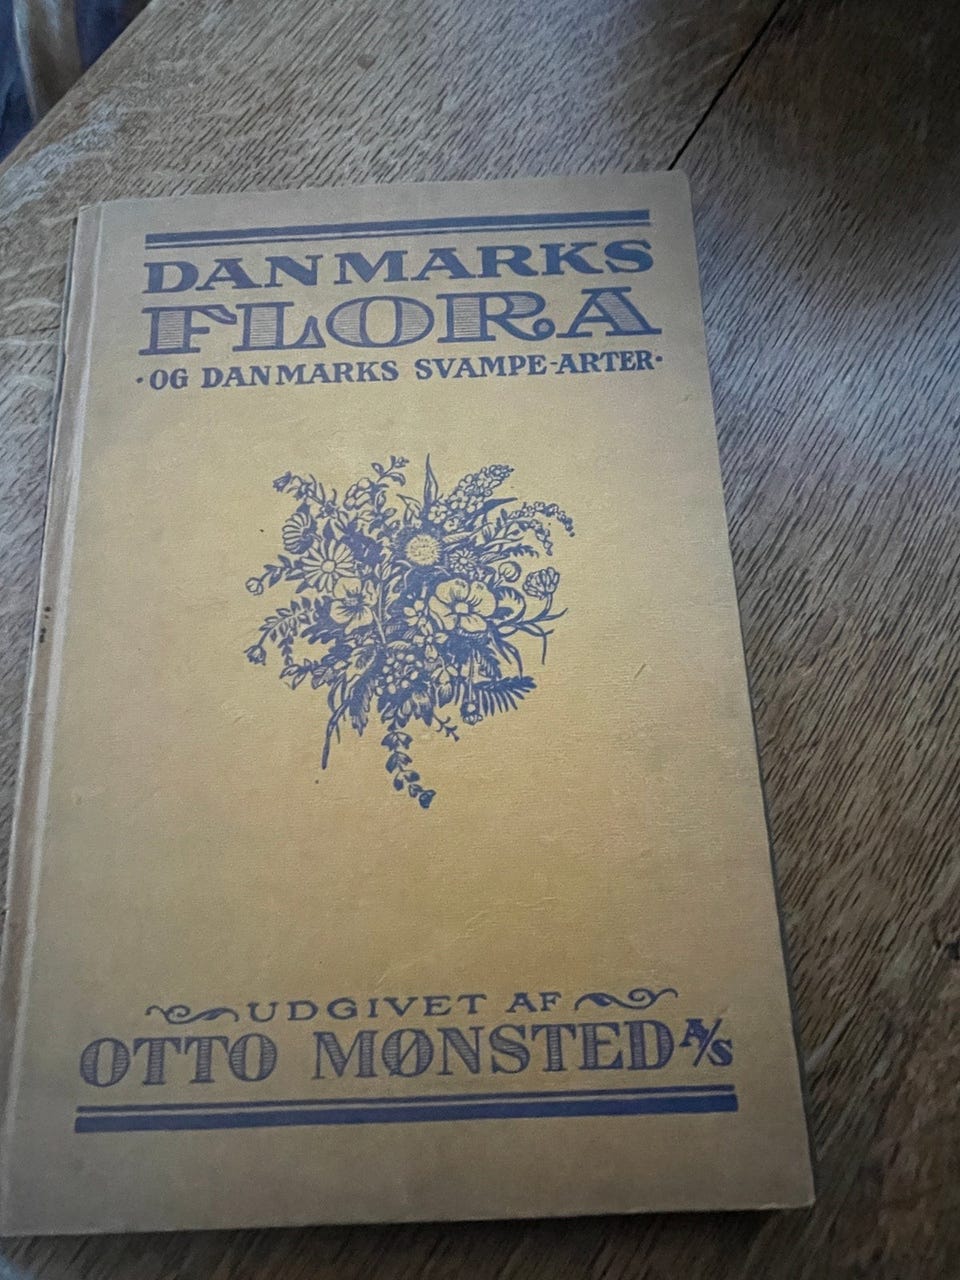 DANMARKS
FLORA
·OG DANMARKS SVAMPE-ARTER·
UDGIVET AF
OTTO MØNSTED A/S